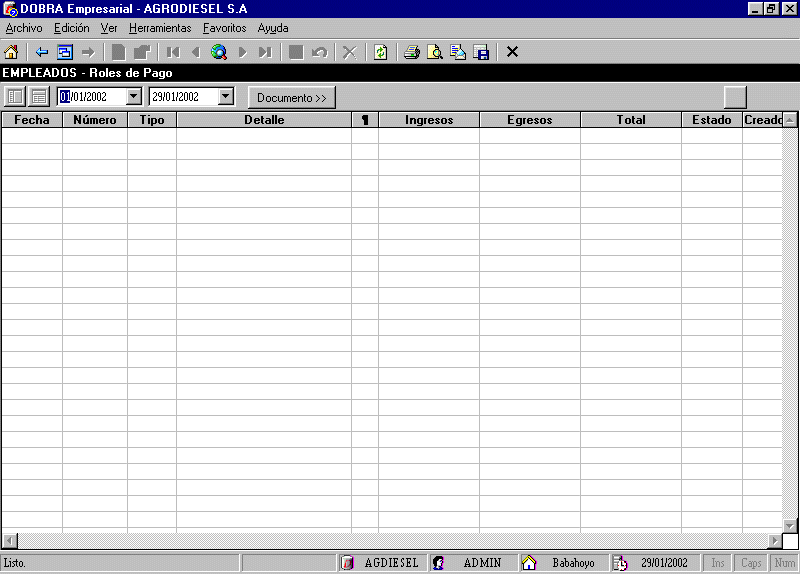 DOBRA Empresarial - AGRODIESEL S.A
Archivo Edición Ver Herramientas Favoritos Ayuda
EMPLEADOS - Roles de Pago
01/01/2002 29/01/2002 Documento >>
Fecha Número Tipo Detalle ¶ Ingresos Egresos Total Estado Creado
Listo. AGDIESEL ADMIN Babahoyo 29/01/2002 Ins Caps Num